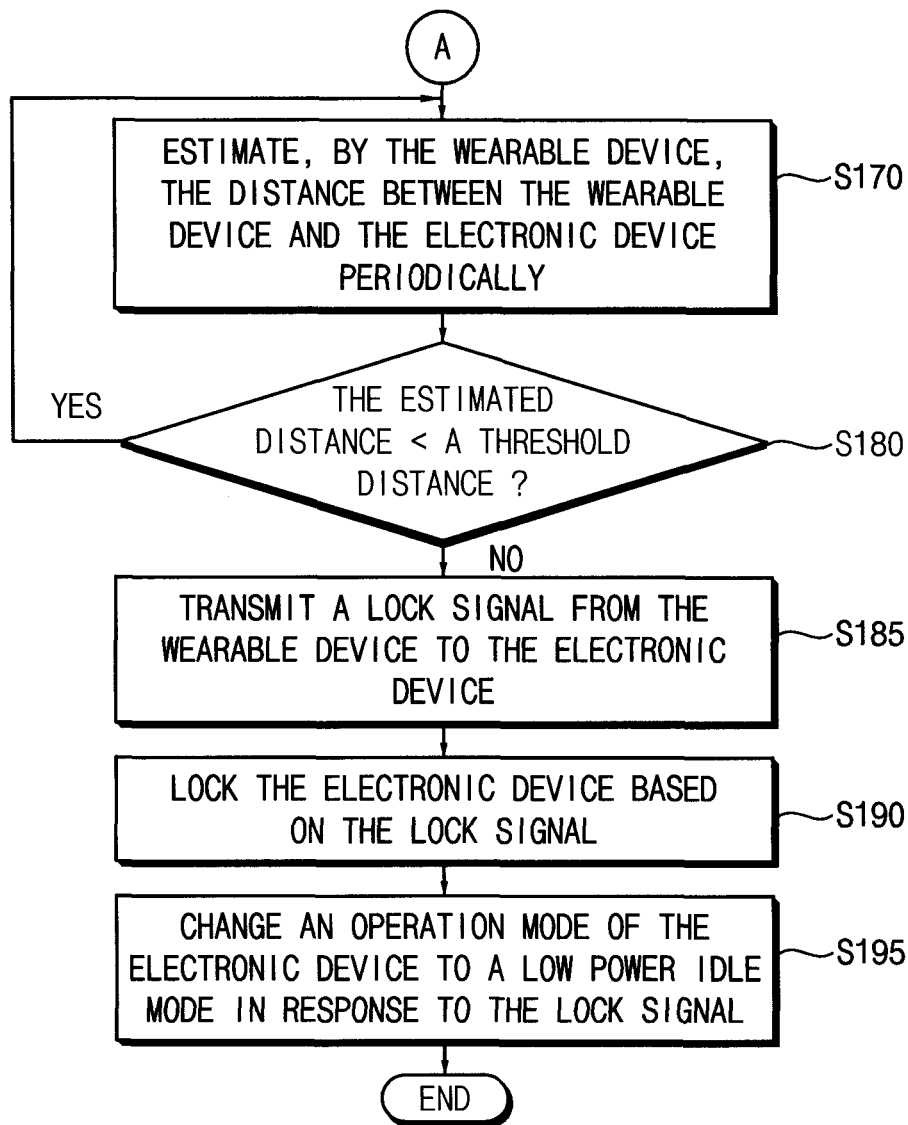 A
ESTIMATE, BY THE WEARABLE DEVICE,
THE DISTANCE BETWEEN THE WEARABLE
DEVICE AND THE ELECTRONIC DEVICE
PERIODICALLY
S170
YES
THE ESTIMATED
DISTANCE < A THRESHOLD
DISTANCE ?
S180
NO
TRANSMIT A LOCK SIGNAL FROM THE
WEARABLE DEVICE TO THE ELECTRONIC
DEVICE
S185
LOCK THE ELECTRONIC DEVICE BASED
ON THE LOCK SIGNAL
S190
CHANGE AN OPERATION MODE OF THE
ELECTRONIC DEVICE TO A LOW POWER IDLE
MODE IN RESPONSE TO THE LOCK SIGNAL
S195
END